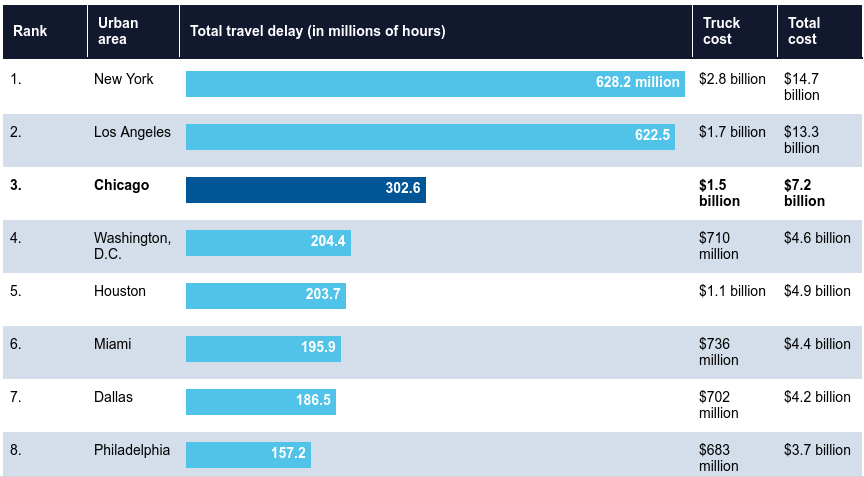 Rank Urban area Total travel delay (in millions of hours) Truck cost Total cost
1. New York 628.2 million $2.8 billion $14.7 billion
2. Los Angeles 622.5 $1.7 billion $13.3 billion
3. Chicago 302.6 $1.5 billion $7.2 billion
4. Washington, D.C. 204.4 $710 million $4.6 billion
5. Houston 203.7 $1.1 billion $4.9 billion
6. Miami 195.9 $736 million $4.4 billion
7. Dallas 186.5 $702 million $4.2 billion
8. Philadelphia 157.2 $683 million $3.7 billion